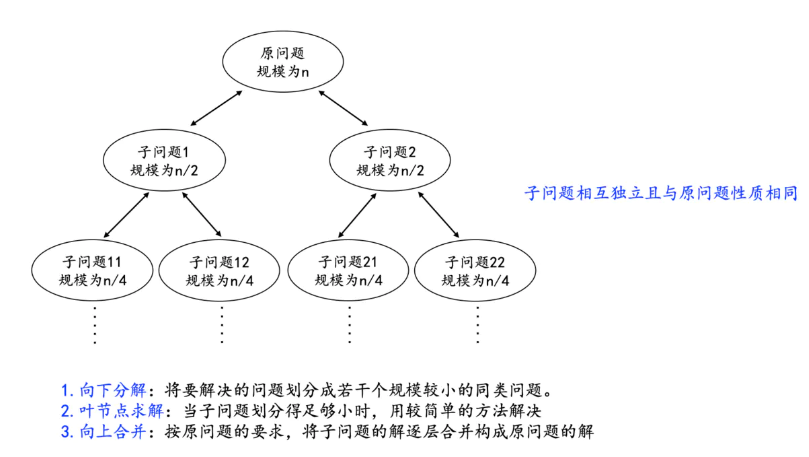 原问题
规模为n
子问题1
规模为n/2
子问题2
规模为n/2
子问题相互独立且与原问题性质相同
子问题11
规模为n/4
子问题12
规模为n/4
子问题21
规模为n/4
子问题22
规模为n/4
1.向下分解：将要解决的问题划分成若干个规模较小的同类问题。
2.叶节点求解：当子问题划分得足够小时，用较简单的方法解决
3.向上合并：按原问题的要求，将子问题的解逐层合并构成原问题的解